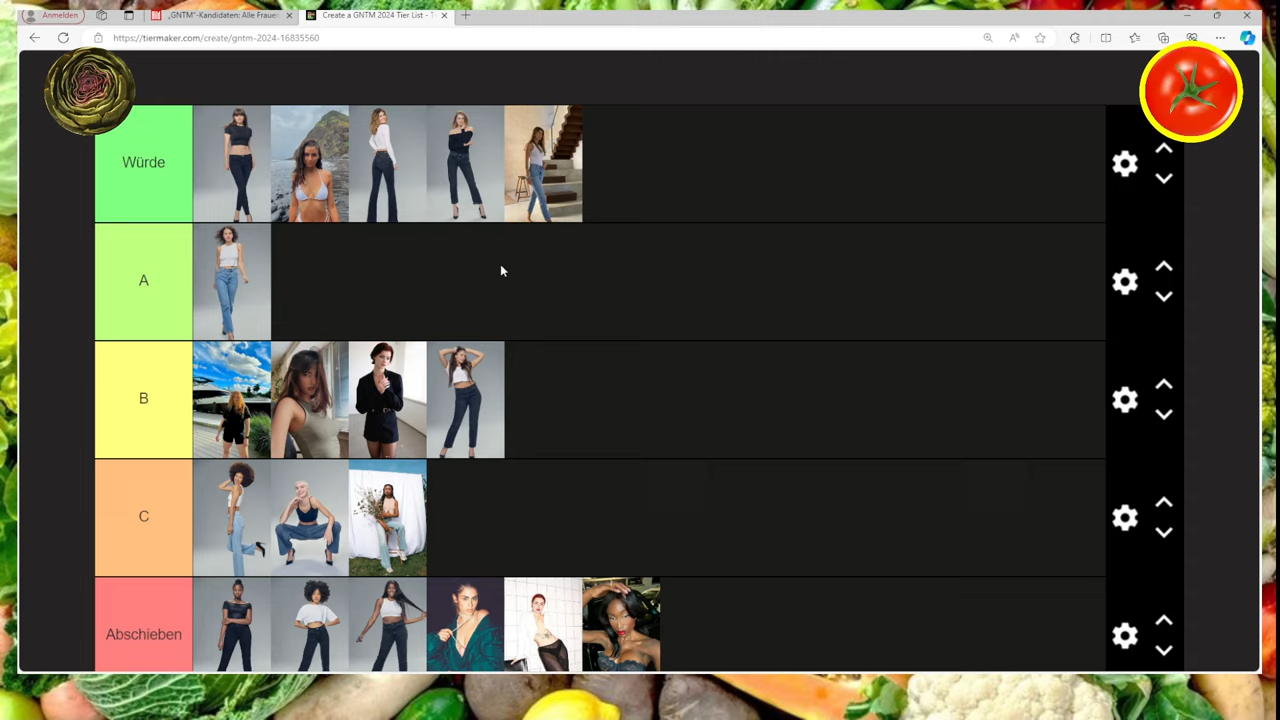 Anmelden
„GNTM"-Kandidaten: Alle Frauen
Create a GNTM 2024 Tier List - T
https://tiermaker.com/create/gntm-2024-16835560
Würde
A
B
C
Abschieben